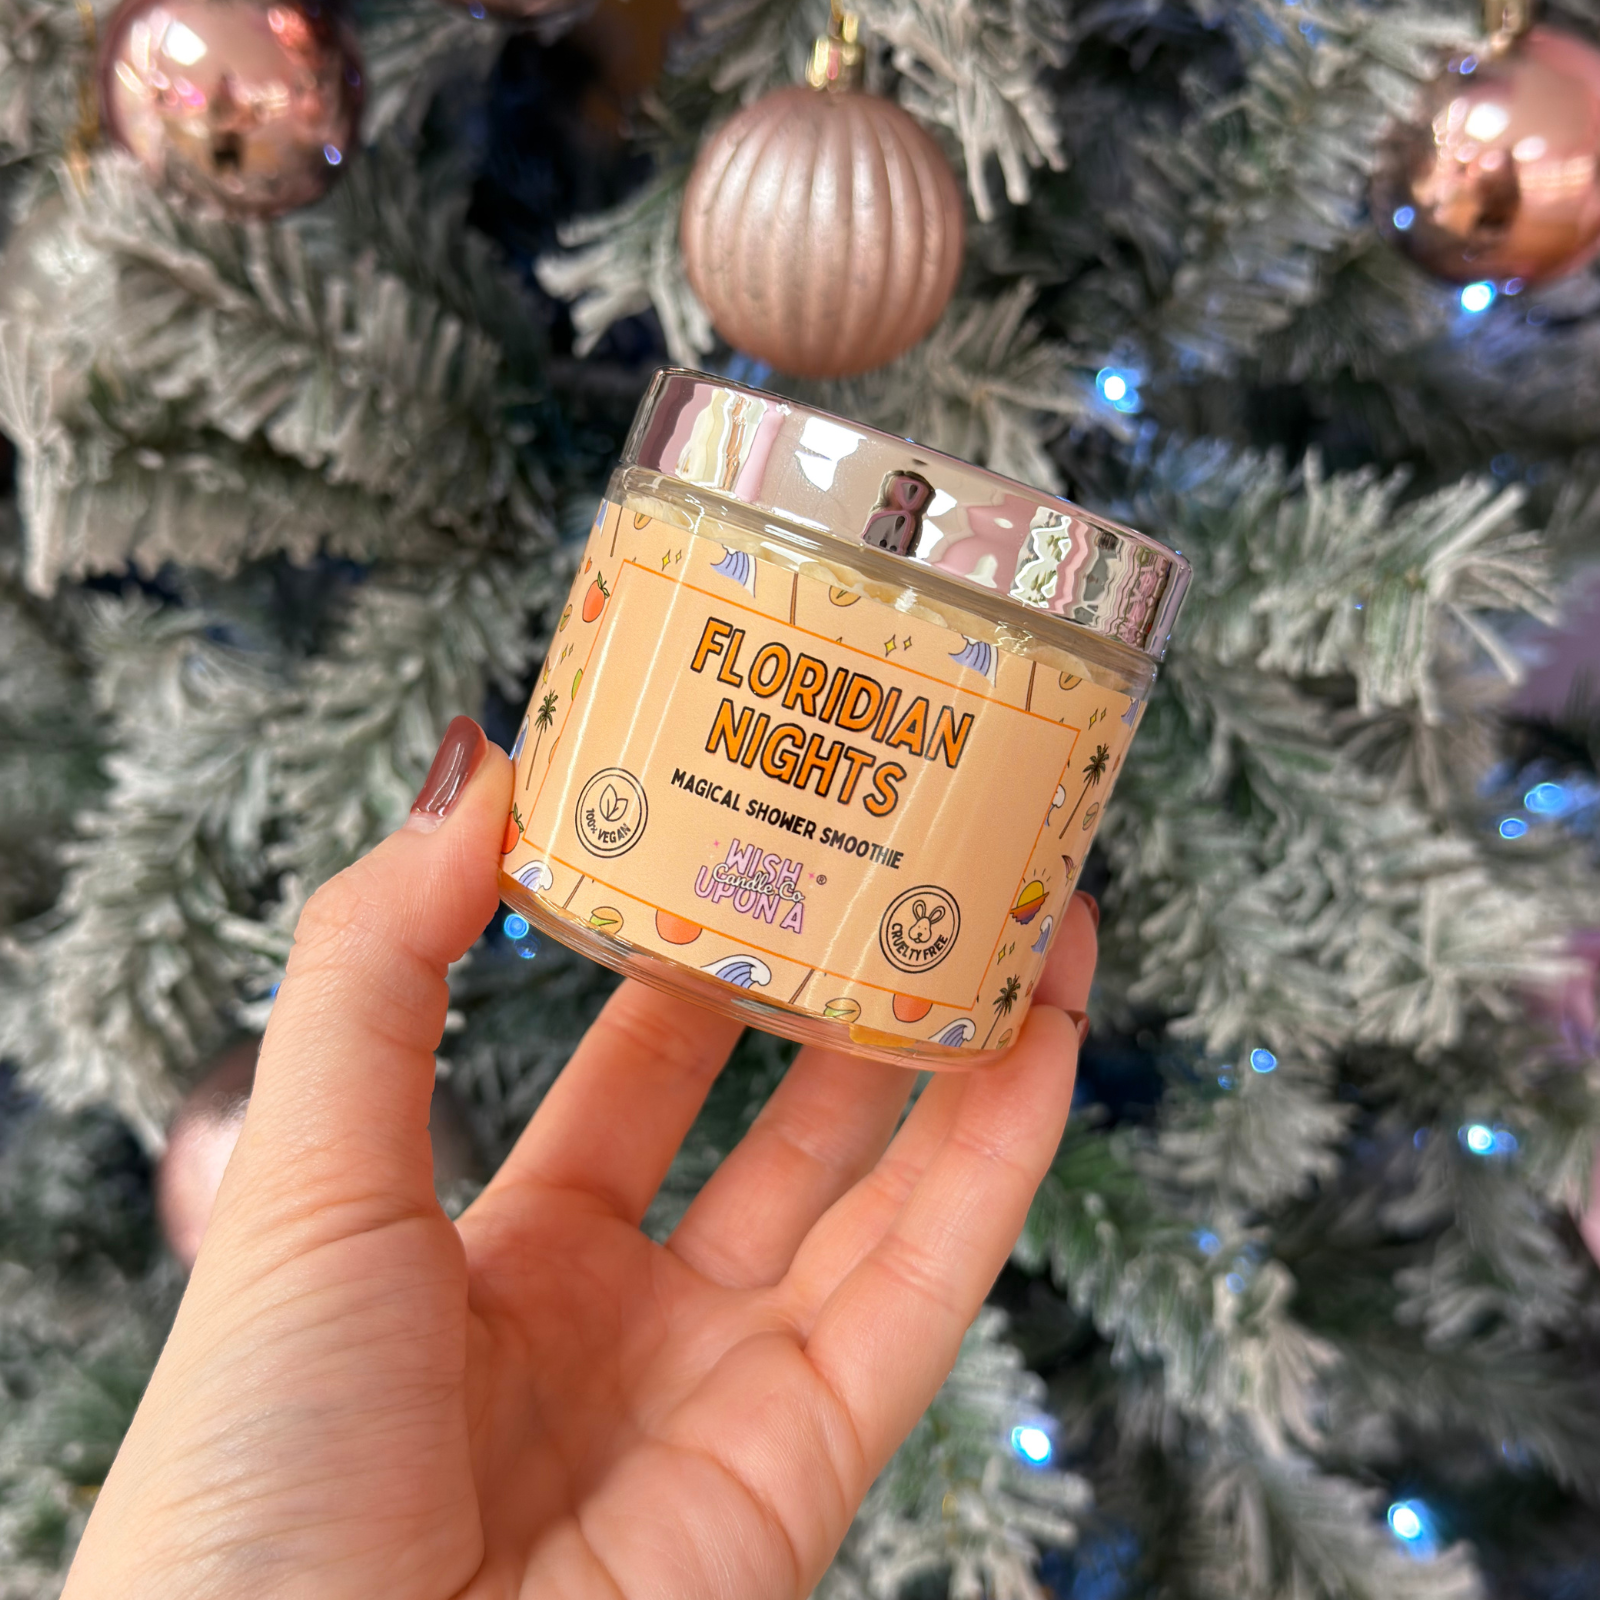 FLORIDIAN
NIGHTS
MAGICAL SHOWER SMOOTHIE
100% VEGAN
WISH
Candle Co
UPON A
®
CRUELTY FREE